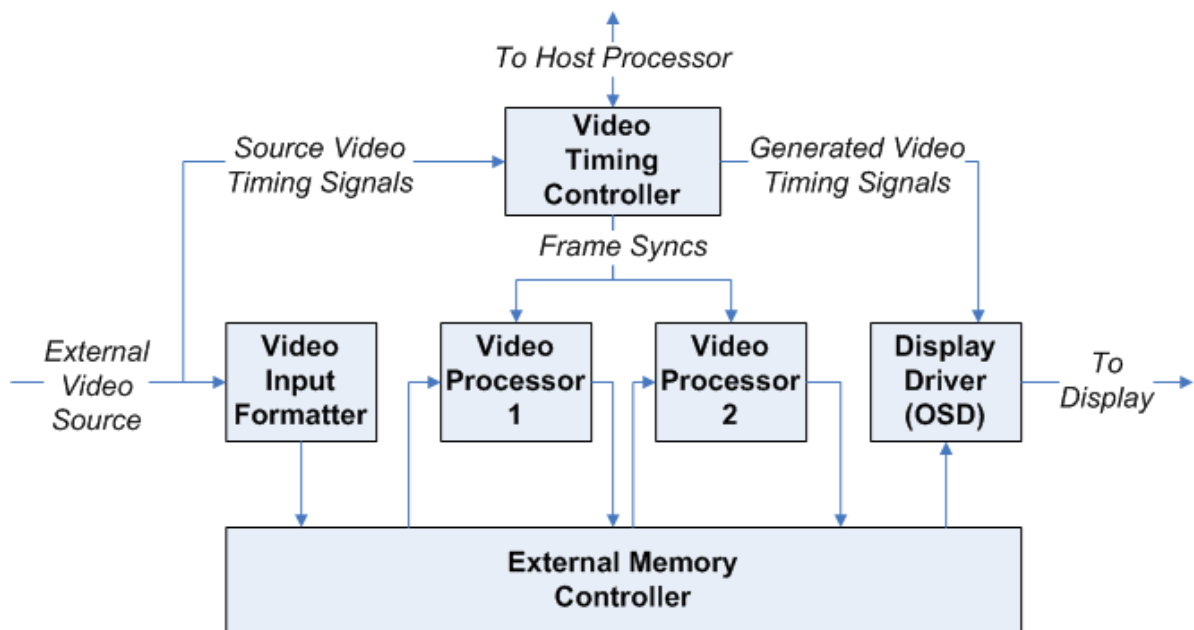 To Host Processor
Video
Timing
Controller
Source Video
Timing Signals
Generated Video
Timing Signals
Frame Syncs
External
Video
Source
Video
Input
Formatter
Video
Processor
1
Video
Processor
2
Display
Driver
(OSD)
To
Display
External Memory
Controller